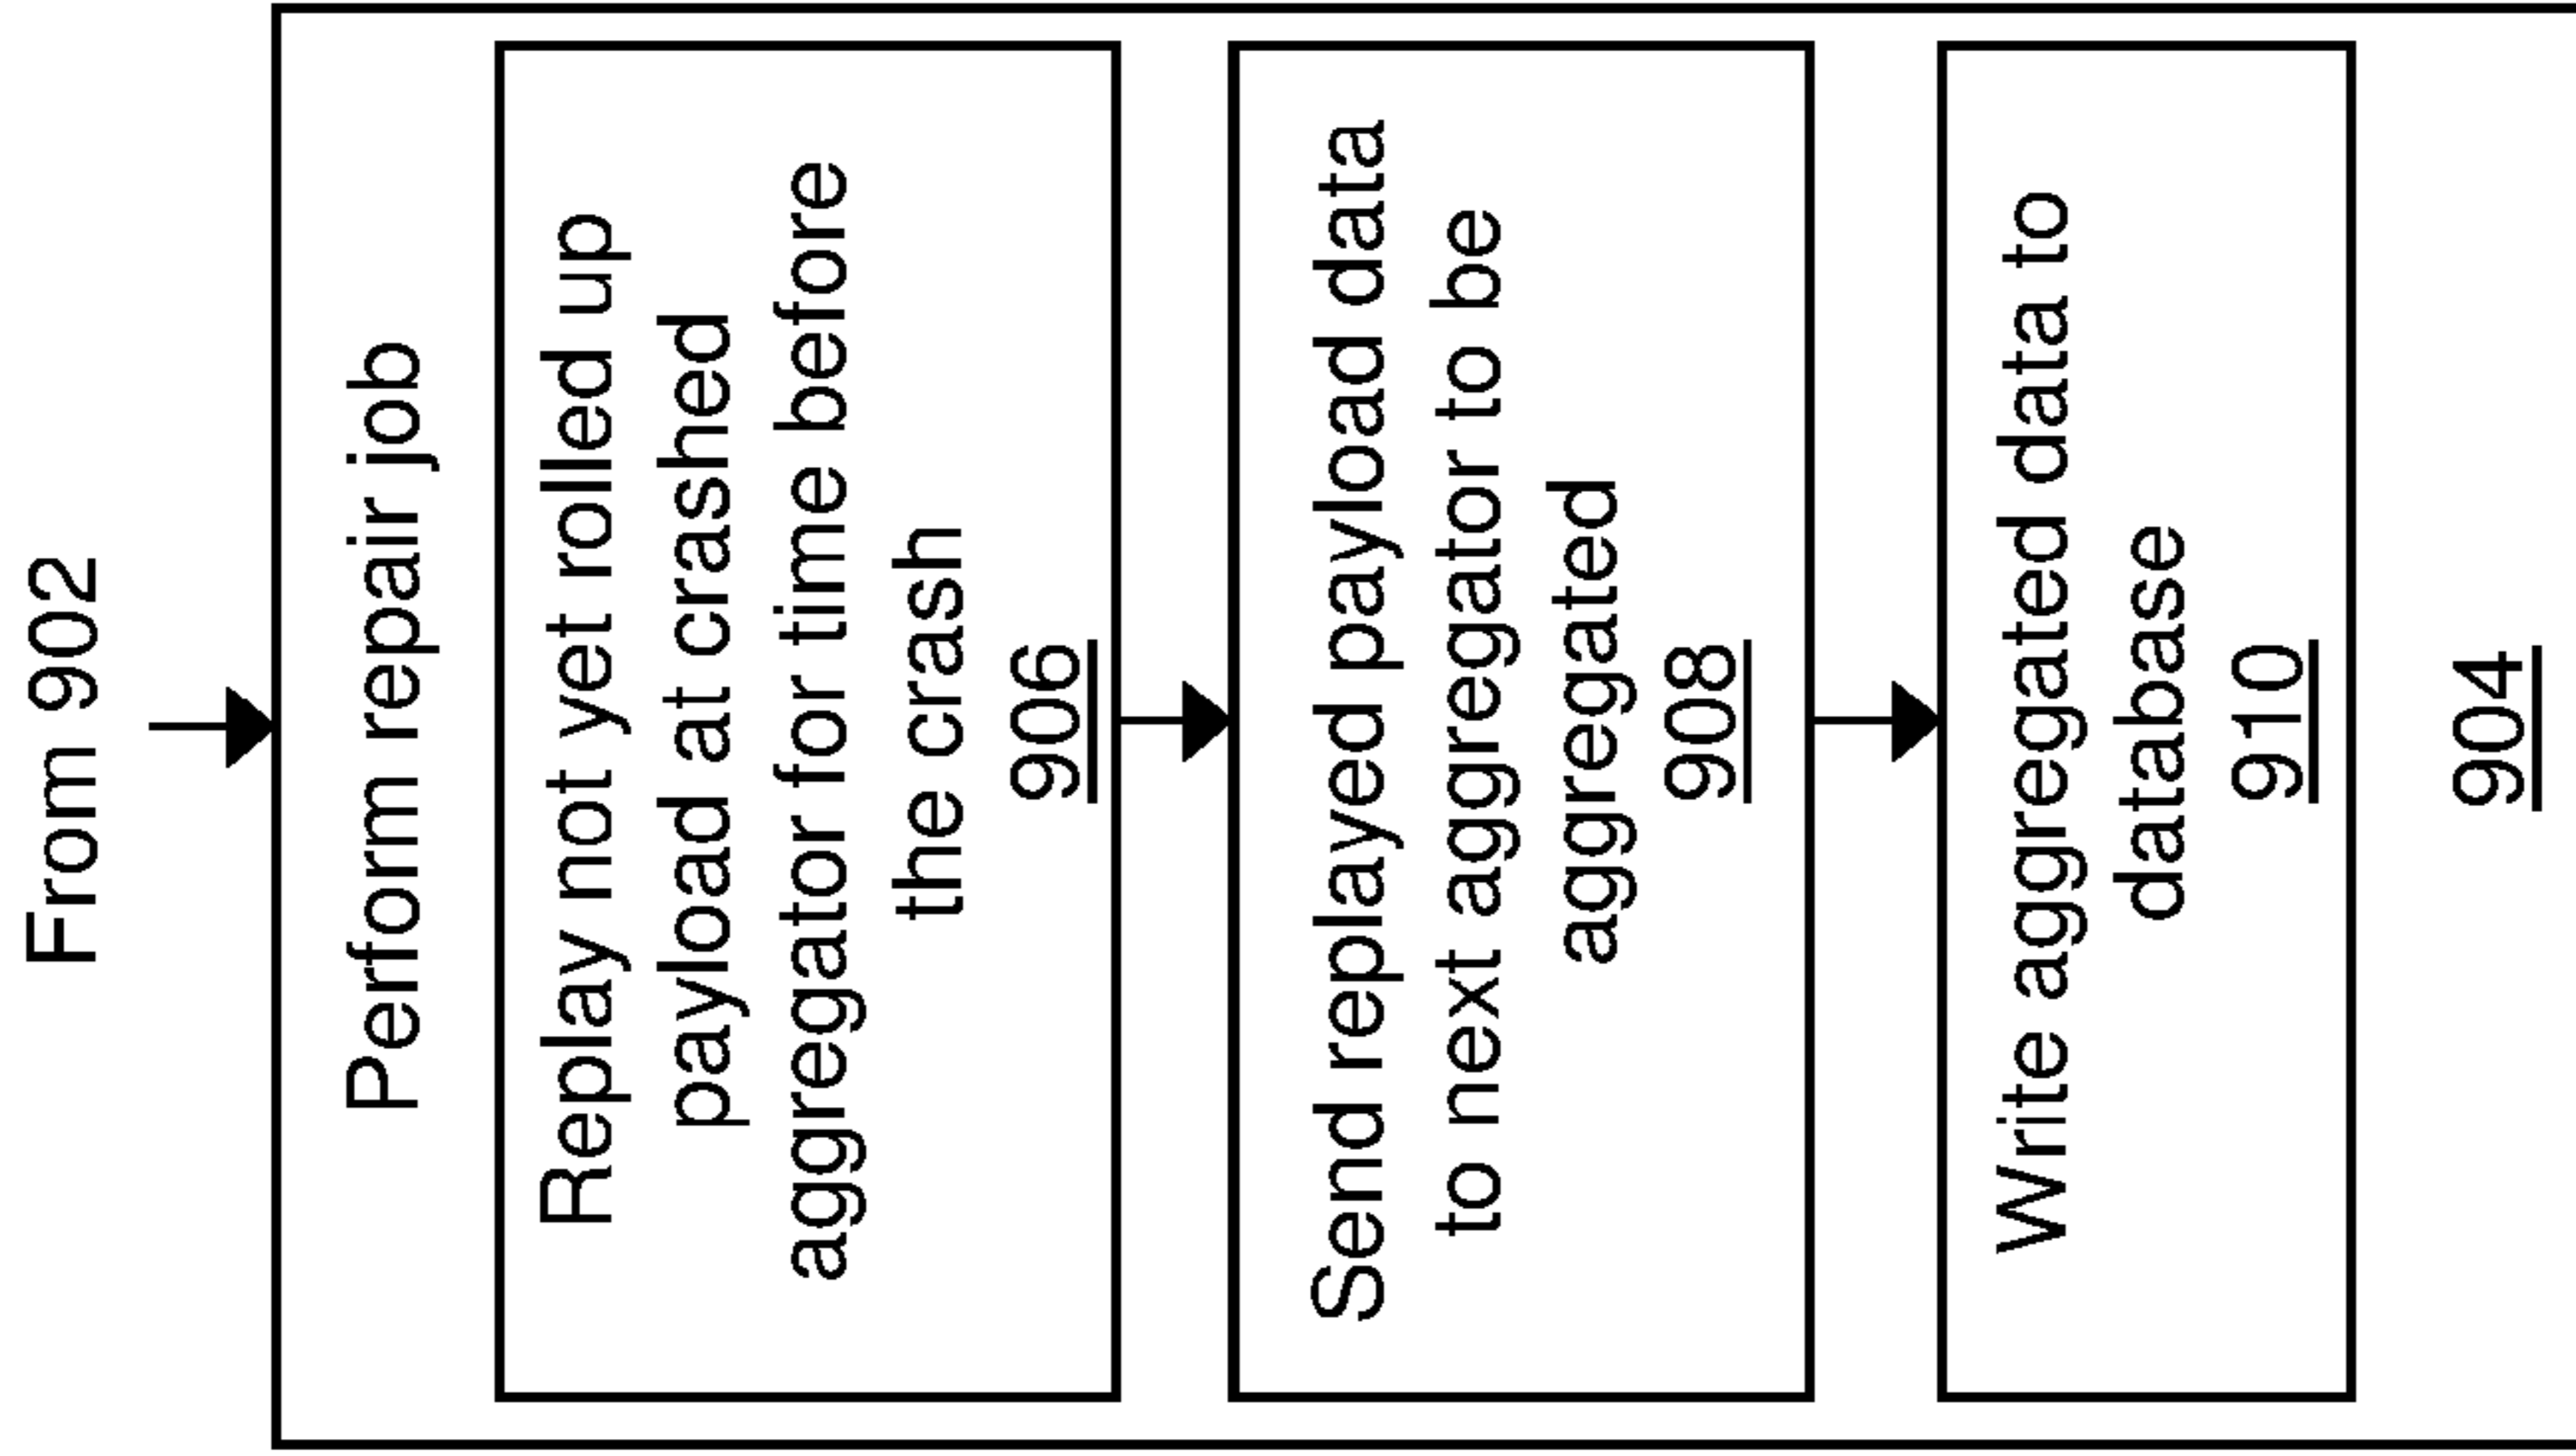 From 902
Perform repair job
Replay not yet rolled up
payload at crashed
aggregator for time before
the crash
906
Send replayed payload data
to next aggregator to be
aggregated
908
Write aggregated data to
database
910
904